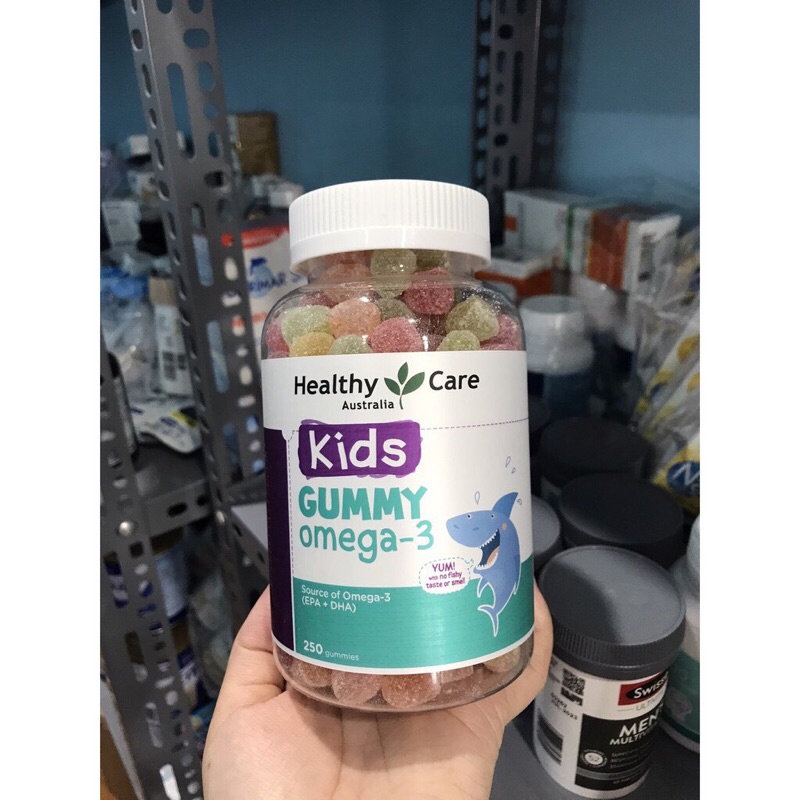 Healthy Care
Australia
Kids
GUMMY
omega-3
YUM!
with no fishy
taste or smell
Source of Omega-3
(EPA + DHA)
250 gummies
SWISSE
MEN'S